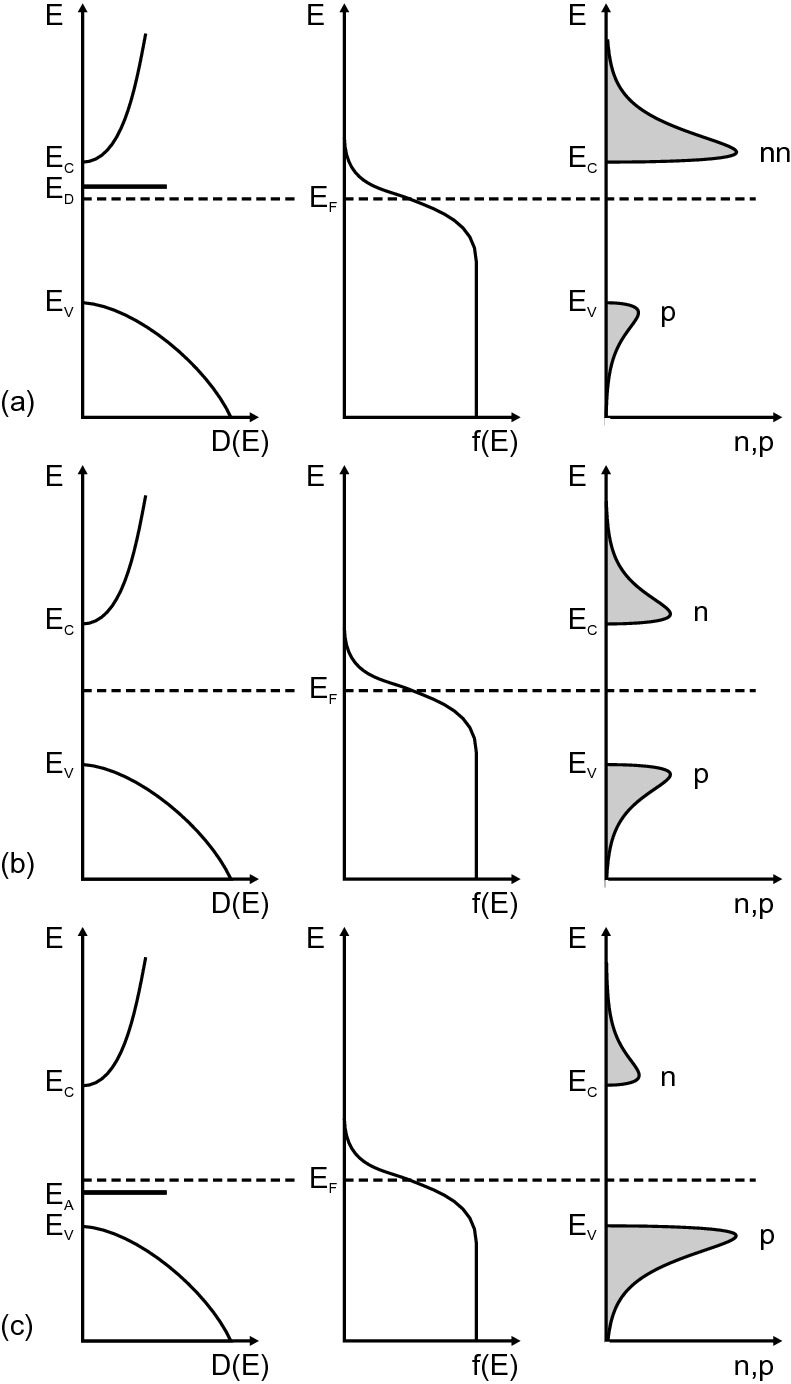 E E E
E_C E_C nn
E_D
E_F
E_V E_V p
(a)
D(E) f(E) n,p
E E E
E_C E_C n
E_F
E_V E_V p
(b)
D(E) f(E) n,p
E E E
E_C E_C n
E_F
E_A
E_V E_V p
(c)
D(E) f(E) n,p